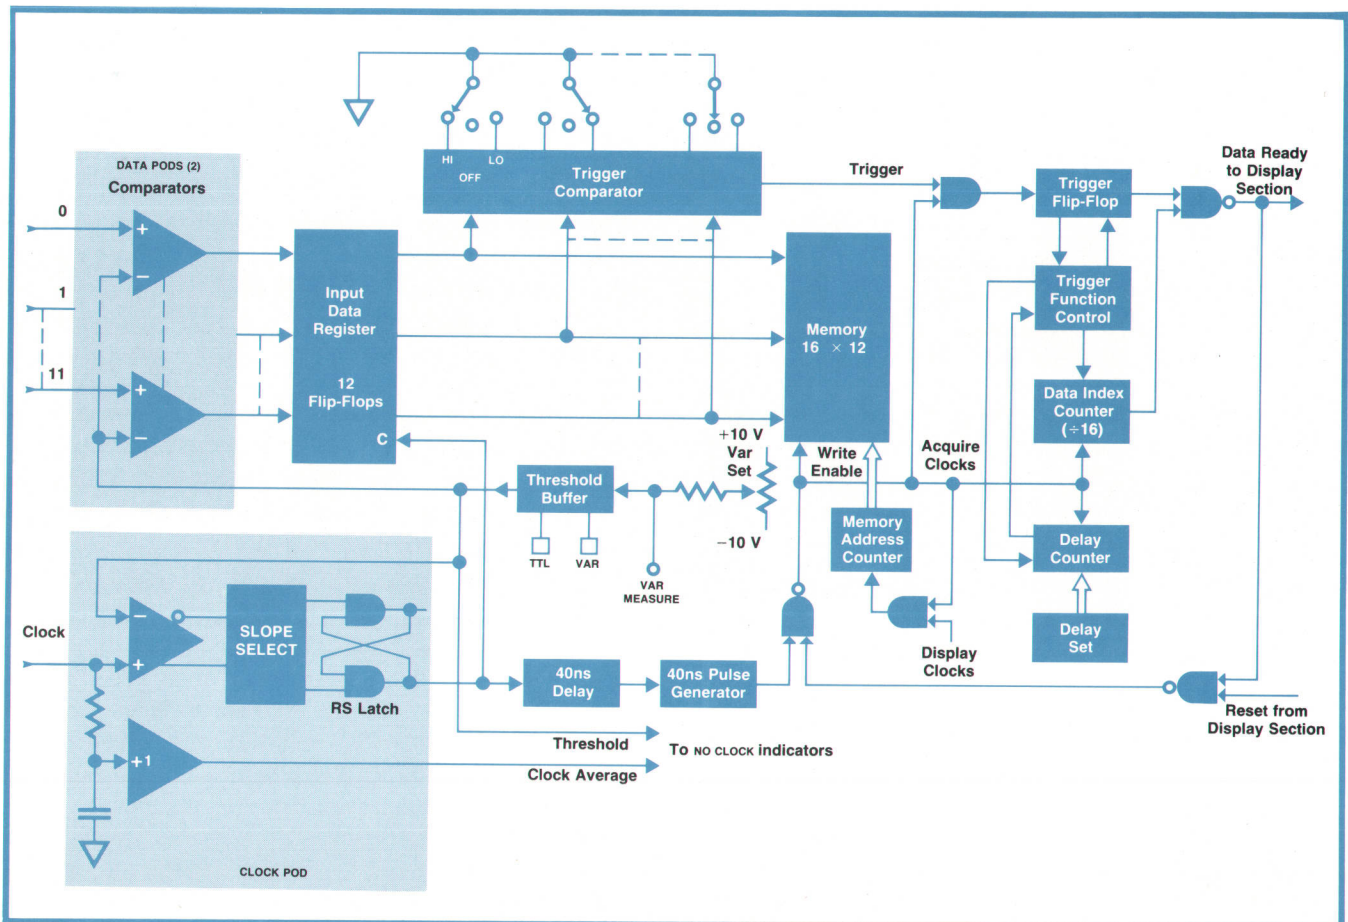 DATA PODS (2)
Comparators
0
1
11
+
−
+
−
Input
Data
Register
12
Flip-Flops
C
HI
OFF
LO
Trigger
Comparator
Trigger
Trigger
Flip-Flop
Data Ready
to Display
Section
Trigger
Function
Control
Data Index
Counter
(÷16)
Memory
16 × 12
Write
Enable
Acquire
Clocks
+10 V
Var
Set
−10 V
Threshold
Buffer
TTL
VAR
VAR
MEASURE
Memory
Address
Counter
Delay
Counter
Delay
Set
Display
Clocks
Clock
−
+
SLOPE
SELECT
RS Latch
+1
40ns
Delay
40ns Pulse
Generator
Reset from
Display Section
Threshold
Clock Average
To NO CLOCK indicators
CLOCK POD